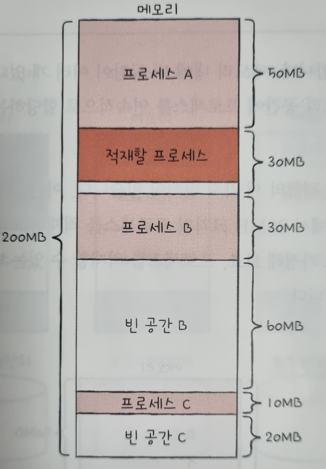 메모리
프로세스 A
50MB
적재할 프로세스
30MB
프로세스 B
30MB
200MB
빈 공간 B
60MB
프로세스 C
10MB
빈 공간 C
20MB